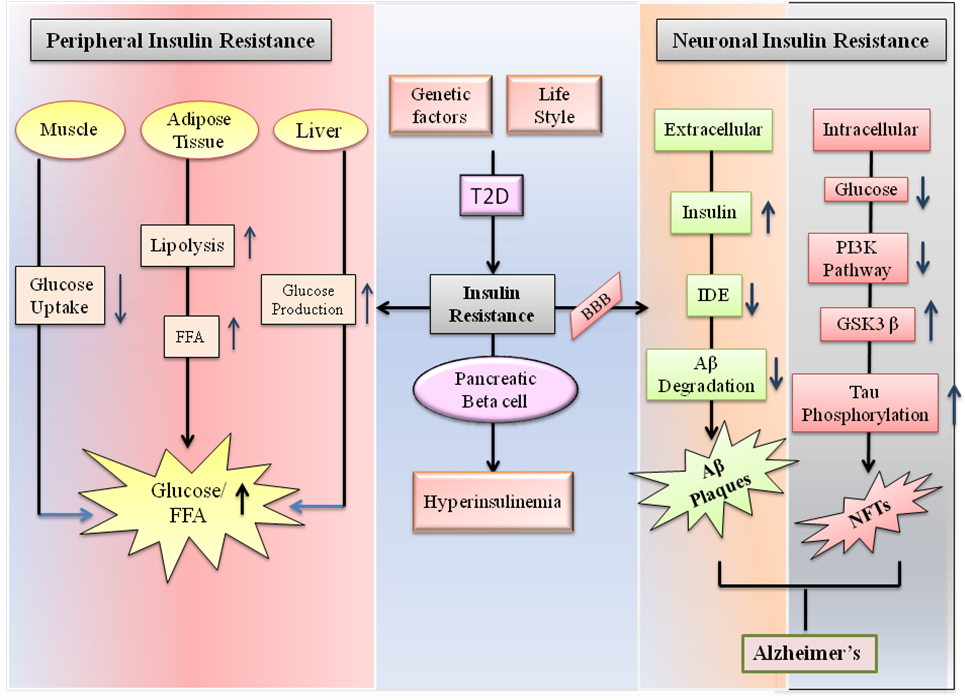 Peripheral Insulin Resistance
Muscle
Adipose
Tissue
Liver
Lipolysis
Glucose
Uptake
Glucose
Production
FFA
Glucose/
FFA
Genetic
factors
Life
Style
T2D
Insulin
Resistance
BBB
Pancreatic
Beta cell
Hyperinsulinemia
Neuronal Insulin Resistance
Extracellular
Insulin
IDE
Aβ
Degradation
Aβ
Plaques
Intracellular
Glucose
PI3K
Pathway
GSK3 β
Tau
Phosphorylation
NFTs
Alzheimer's